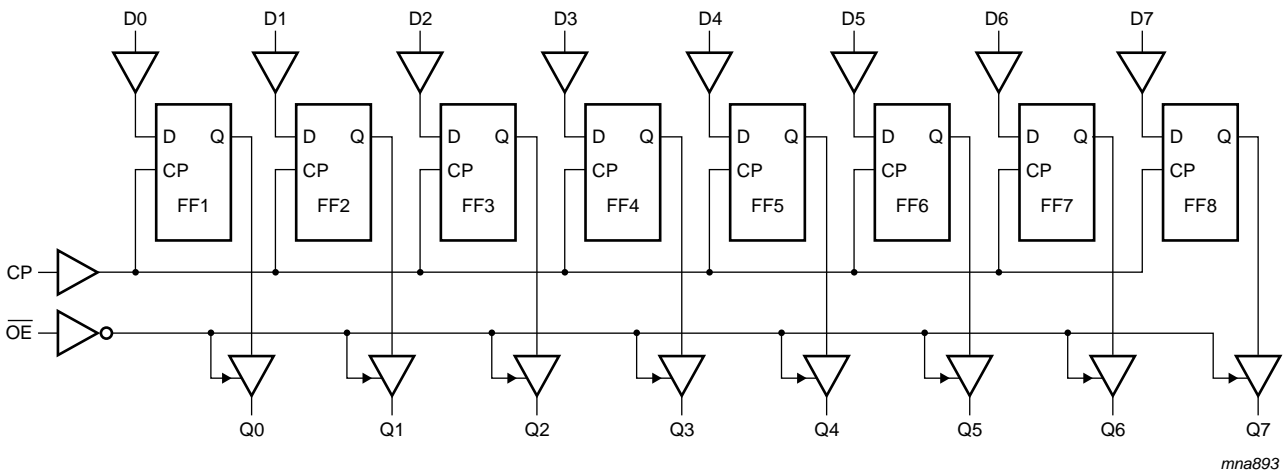 D0 D1 D2 D3 D4 D5 D6 D7
D Q D Q D Q D Q D Q D Q D Q D Q
CP CP CP CP CP CP CP CP
FF1 FF2 FF3 FF4 FF5 FF6 FF7 FF8
CP
O̅E̅
Q0 Q1 Q2 Q3 Q4 Q5 Q6 Q7
mna893